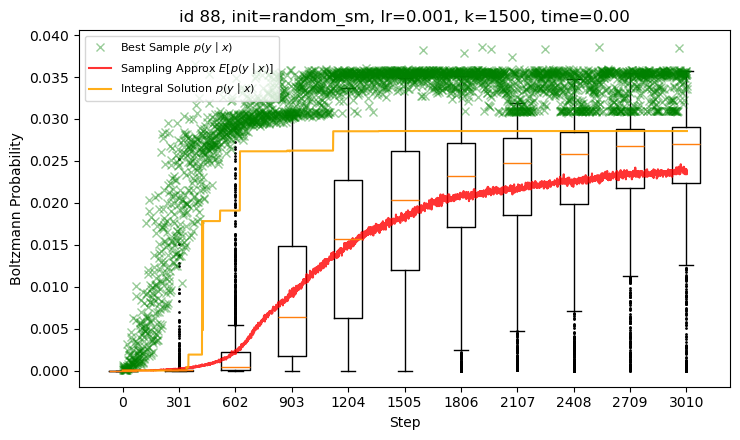 id 88, init=random_sm, lr=0.001, k=1500, time=0.00
Best Sample p(y | x)
Sampling Approx E[p(y | x)]
Integral Solution p(y | x)
Boltzmann Probability
0.040
0.035
0.030
0.025
0.020
0.015
0.010
0.005
0.000
0 301 602 903 1204 1505 1806 2107 2408 2709 3010
Step